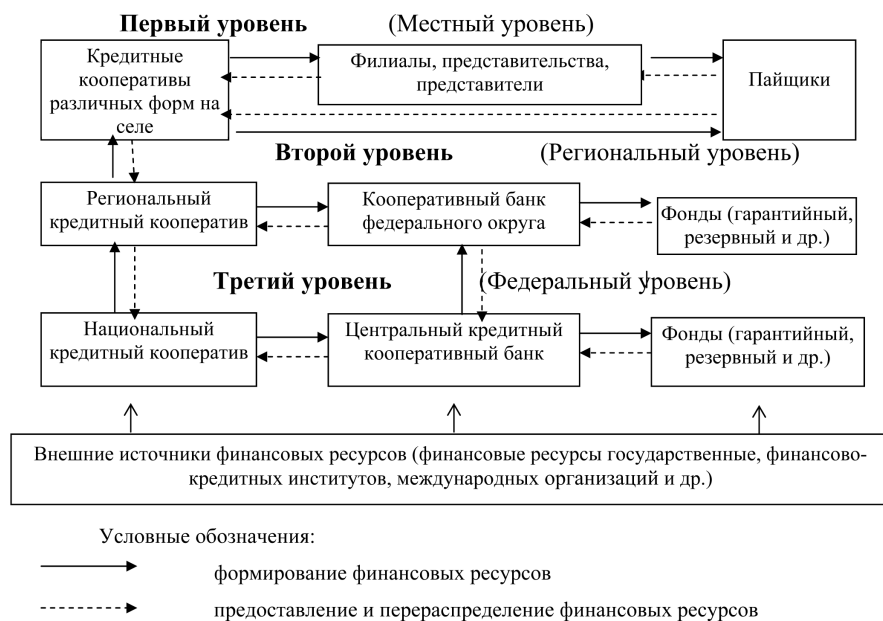 Первый уровень (Местный уровень)
Кредитные
кооперативы
различных форм на
селе
Филиалы, представительства,
представители
Пайщики
Второй уровень (Региональный уровень)
Региональный
кредитный кооператив
Кооперативный банк
федерального округа
Фонды (гарантийный,
резервный и др.)
Третий уровень (Федеральный уровень)
Национальный
кредитный кооператив
Центральный кредитный
кооперативный банк
Фонды (гарантийный,
резервный и др.)
Внешние источники финансовых ресурсов (финансовые ресурсы государственные, финансово-
кредитных институтов, международных организаций и др.)
Условные обозначения:
формирование финансовых ресурсов
предоставление и перераспределение финансовых ресурсов